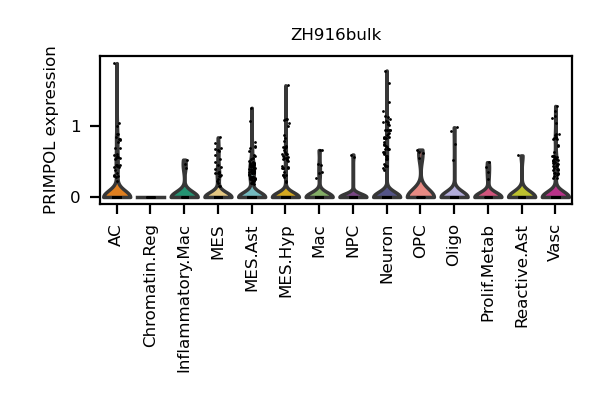 ZH916bulk
PRIMPOL expression
1
0
AC
Chromatin.Reg
Inflammatory.Mac
MES
MES.Ast
MES.Hyp
Mac
NPC
Neuron
OPC
Oligo
Prolif.Metab
Reactive.Ast
Vasc